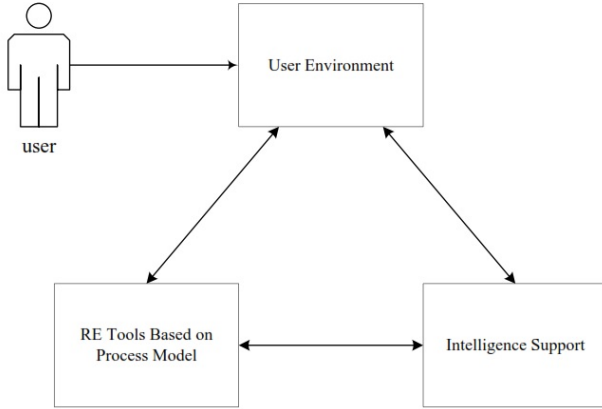 User Environment
user
RE Tools Based on
Process Model
Intelligence Support